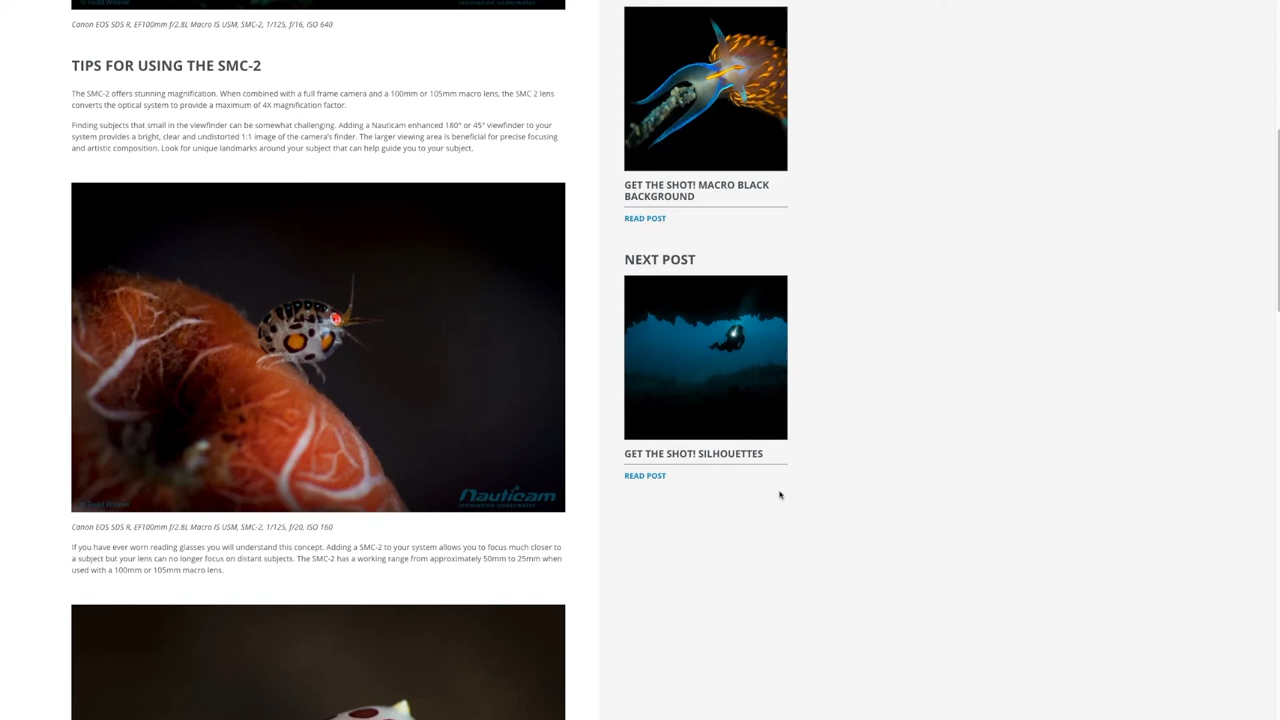 © Todd Winner
innovation underwater
Canon EOS 5DS R, EF100mm f/2.8L Macro IS USM, SMC-2, 1/125, f/16, ISO 640
TIPS FOR USING THE SMC-2
The SMC-2 offers stunning magnification. When combined with a full frame camera and a 100mm or 105mm macro lens, the SMC 2 lens
converts the optical system to provide a maximum of 4X magnification factor.
Finding subjects that small in the viewfinder can be somewhat challenging. Adding a Nauticam enhanced 180° or 45° viewfinder to your
system provides a bright, clear and undistorted 1:1 image of the camera's finder. The larger viewing area is beneficial for precise focusing
and artistic composition. Look for unique landmarks around your subject that can help guide you to your subject.
© Todd Winner
Nauticam
innovation underwater
Canon EOS 5DS R, EF100mm f/2.8L Macro IS USM, SMC-2, 1/125, f/20, ISO 160
If you have ever worn reading glasses you will understand this concept. Adding a SMC-2 to your system allows you to focus much closer to
a subject but your lens can no longer focus on distant subjects. The SMC-2 has a working range from approximately 50mm to 25mm when
used with a 100mm or 105mm macro lens.
GET THE SHOT! MACRO BLACK
BACKGROUND
READ POST
NEXT POST
GET THE SHOT! SILHOUETTES
READ POST